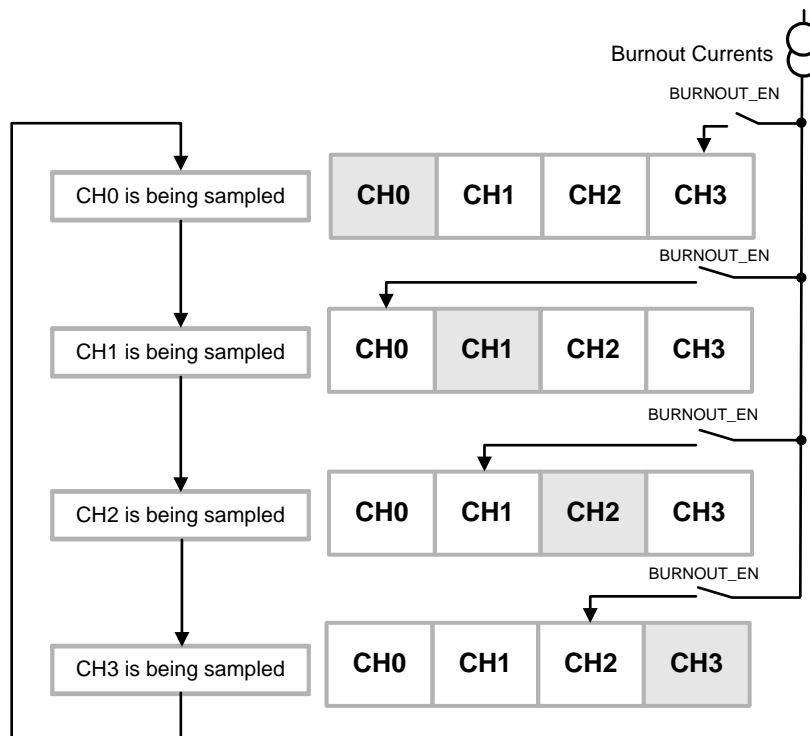 Burnout Currents
BURNOUT_EN
CH0 is being sampled
CH0 CH1 CH2 CH3
BURNOUT_EN
CH1 is being sampled
CH0 CH1 CH2 CH3
BURNOUT_EN
CH2 is being sampled
CH0 CH1 CH2 CH3
BURNOUT_EN
CH3 is being sampled
CH0 CH1 CH2 CH3